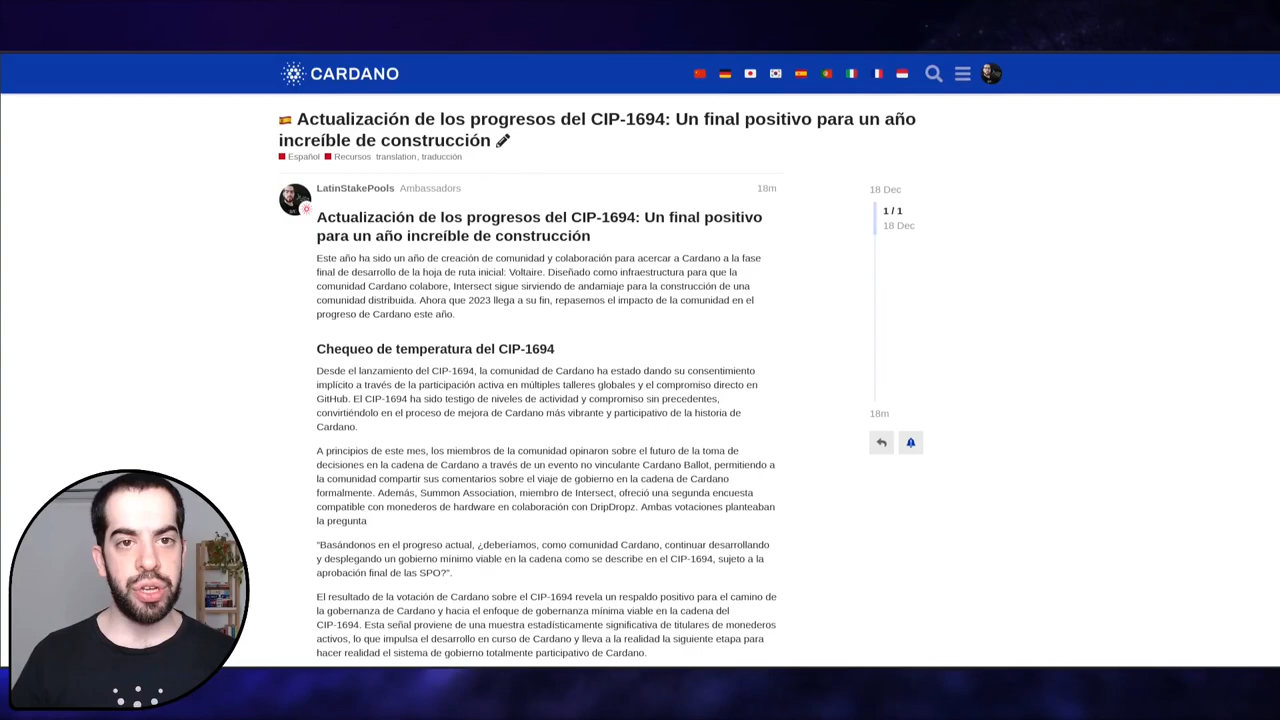 CARDANO
Actualización de los progresos del CIP-1694: Un final positivo para un año
increíble de construcción
Español Recursos translation, traducción
LatinStakePools Ambassadors 18m
Actualización de los progresos del CIP-1694: Un final positivo
para un año increíble de construcción
Este año ha sido un año de creación de comunidad y colaboración para acercar a Cardano a la fase
final de desarrollo de la hoja de ruta inicial: Voltaire. Diseñado como infraestructura para que la
comunidad Cardano colabore, Intersect sigue sirviendo de andamiaje para la construcción de una
comunidad distribuida. Ahora que 2023 llega a su fin, repasemos el impacto de la comunidad en el
progreso de Cardano este año.
Chequeo de temperatura del CIP-1694
Desde el lanzamiento del CIP-1694, la comunidad de Cardano ha estado dando su consentimiento
implícito a través de la participación activa en múltiples talleres globales y el compromiso directo en
GitHub. El CIP-1694 ha sido testigo de niveles de actividad y compromiso sin precedentes,
convirtiéndolo en el proceso de mejora de Cardano más vibrante y participativo de la historia de
Cardano.
A principios de este mes, los miembros de la comunidad opinaron sobre el futuro de la toma de
decisiones en la cadena de Cardano a través de un evento no vinculante Cardano Ballot, permitiendo a
la comunidad compartir sus comentarios sobre el viaje de gobierno en la cadena de Cardano
formalmente. Además, Summon Association, miembro de Intersect, ofreció una segunda encuesta
compatible con monederos de hardware en colaboración con DripDropz. Ambas votaciones planteaban
la pregunta
"Basándonos en el progreso actual, ¿deberíamos, como comunidad Cardano, continuar desarrollando
y desplegando un gobierno mínimo viable en la cadena como se describe en el CIP-1694, sujeto a la
aprobación final de las SPO?".
El resultado de la votación de Cardano sobre el CIP-1694 revela un respaldo positivo para el camino de
la gobernanza de Cardano y hacia el enfoque de gobernanza mínima viable en la cadena del
CIP-1694. Esta señal proviene de una muestra estadísticamente significativa de titulares de monederos
activos, lo que impulsa el desarrollo en curso de Cardano y lleva a la realidad la siguiente etapa para
hacer realidad el sistema de gobierno totalmente participativo de Cardano.
18 Dec
1 / 1
18 Dec
18m